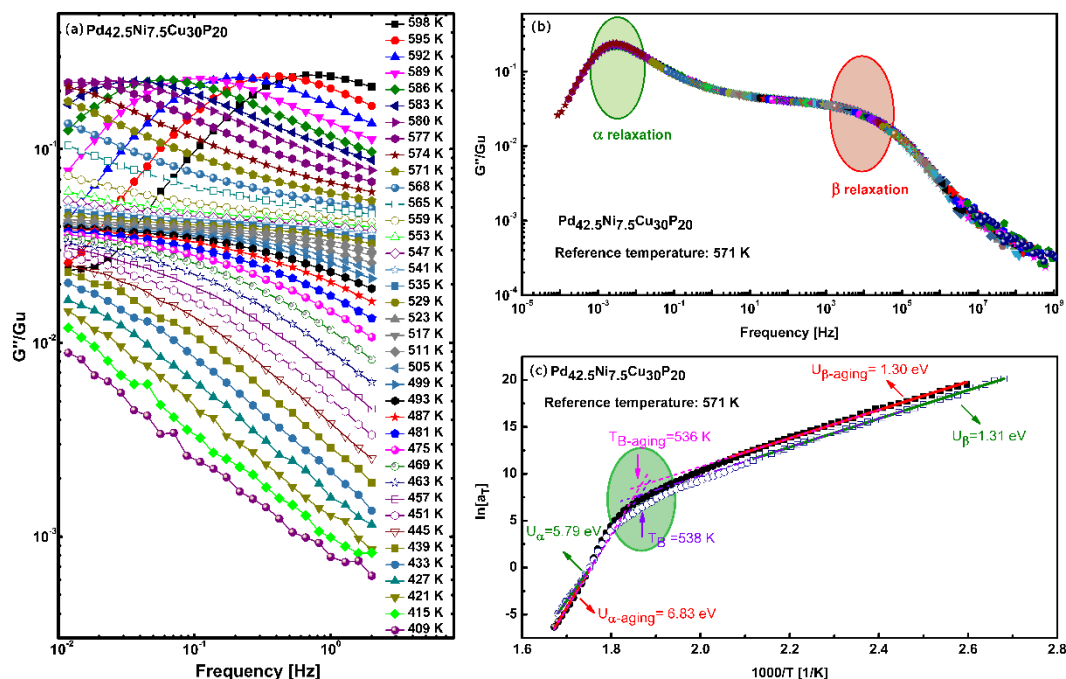 (a) Pd42.5Ni7.5Cu30P20
598 K
595 K
592 K
589 K
586 K
583 K
580 K
577 K
574 K
571 K
568 K
565 K
559 K
553 K
547 K
541 K
535 K
529 K
523 K
517 K
511 K
505 K
499 K
493 K
487 K
481 K
475 K
469 K
463 K
457 K
451 K
445 K
439 K
433 K
427 K
421 K
415 K
409 K
G''/Gu
10^-1
10^-2
10^-3
10^-2
10^-1
10^0
Frequency [Hz]
(b)
G''/Gu
10^-1
10^-2
10^-3
10^-4
α relaxation
β relaxation
Pd42.5Ni7.5Cu30P20
Reference temperature: 571 K
10^-5
10^-3
10^-1
10^1
10^3
10^5
10^7
10^9
Frequency [Hz]
(c)
Pd42.5Ni7.5Cu30P20
Reference temperature: 571 K
ln[aT]
20
15
10
5
0
-5
Uβ-aging= 1.30 eV
Uβ=1.31 eV
TB-aging=536 K
TB=538 K
Uα=5.79 eV
Uα-aging= 6.83 eV
1.6
1.8
2.0
2.2
2.4
2.6
2.8
1000/T [1/K]